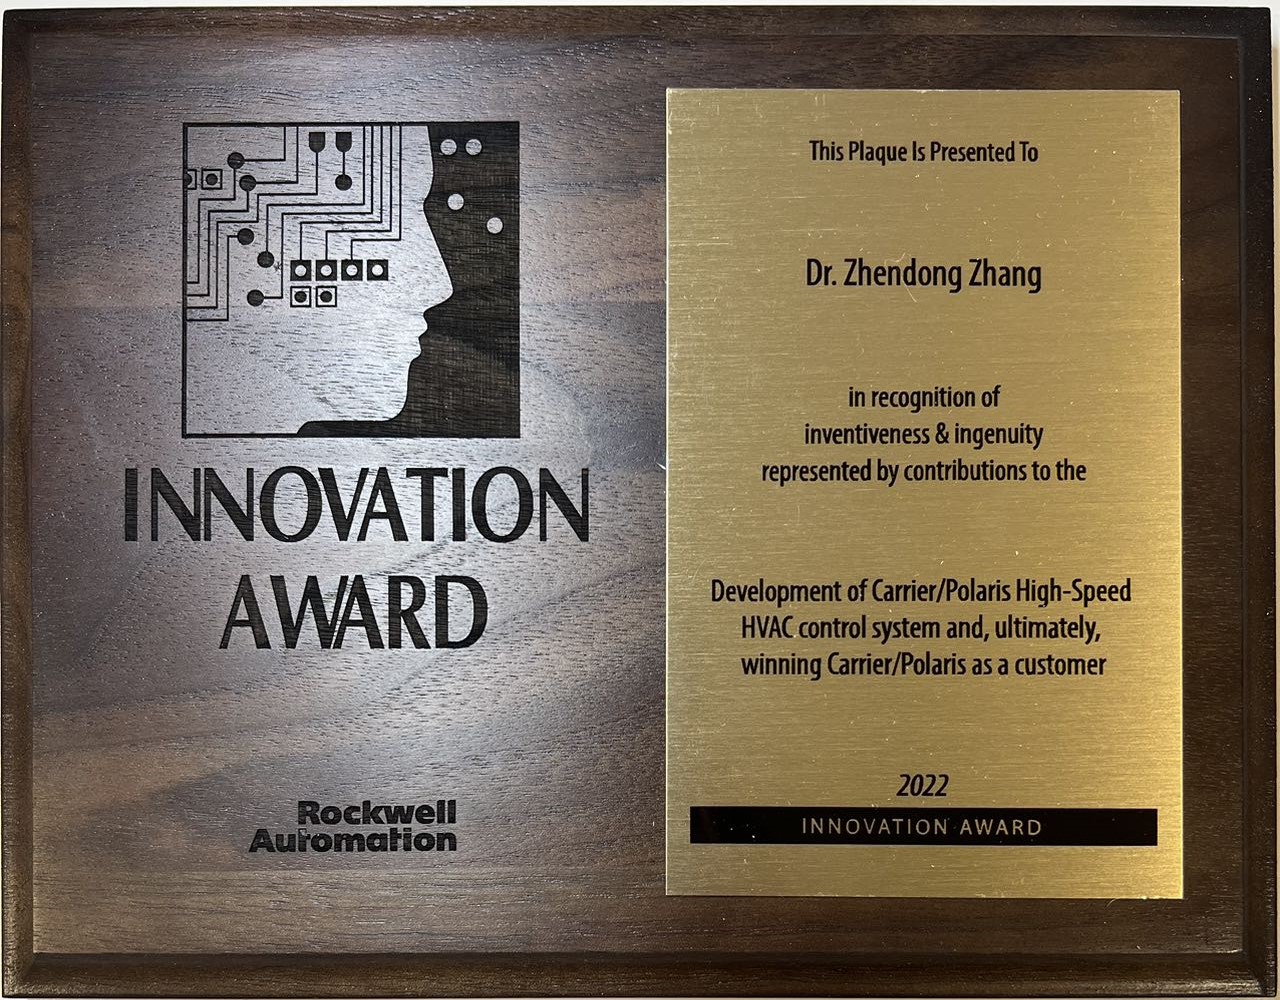 INNOVATION
AWARD
Rockwell
Automation
This Plaque Is Presented To
Dr. Zhendong Zhang
in recognition of
inventiveness & ingenuity
represented by contributions to the
Development of Carrier/Polaris High-Speed
HVAC control system and, ultimately,
winning Carrier/Polaris as a customer
2022
INNOVATION AWARD